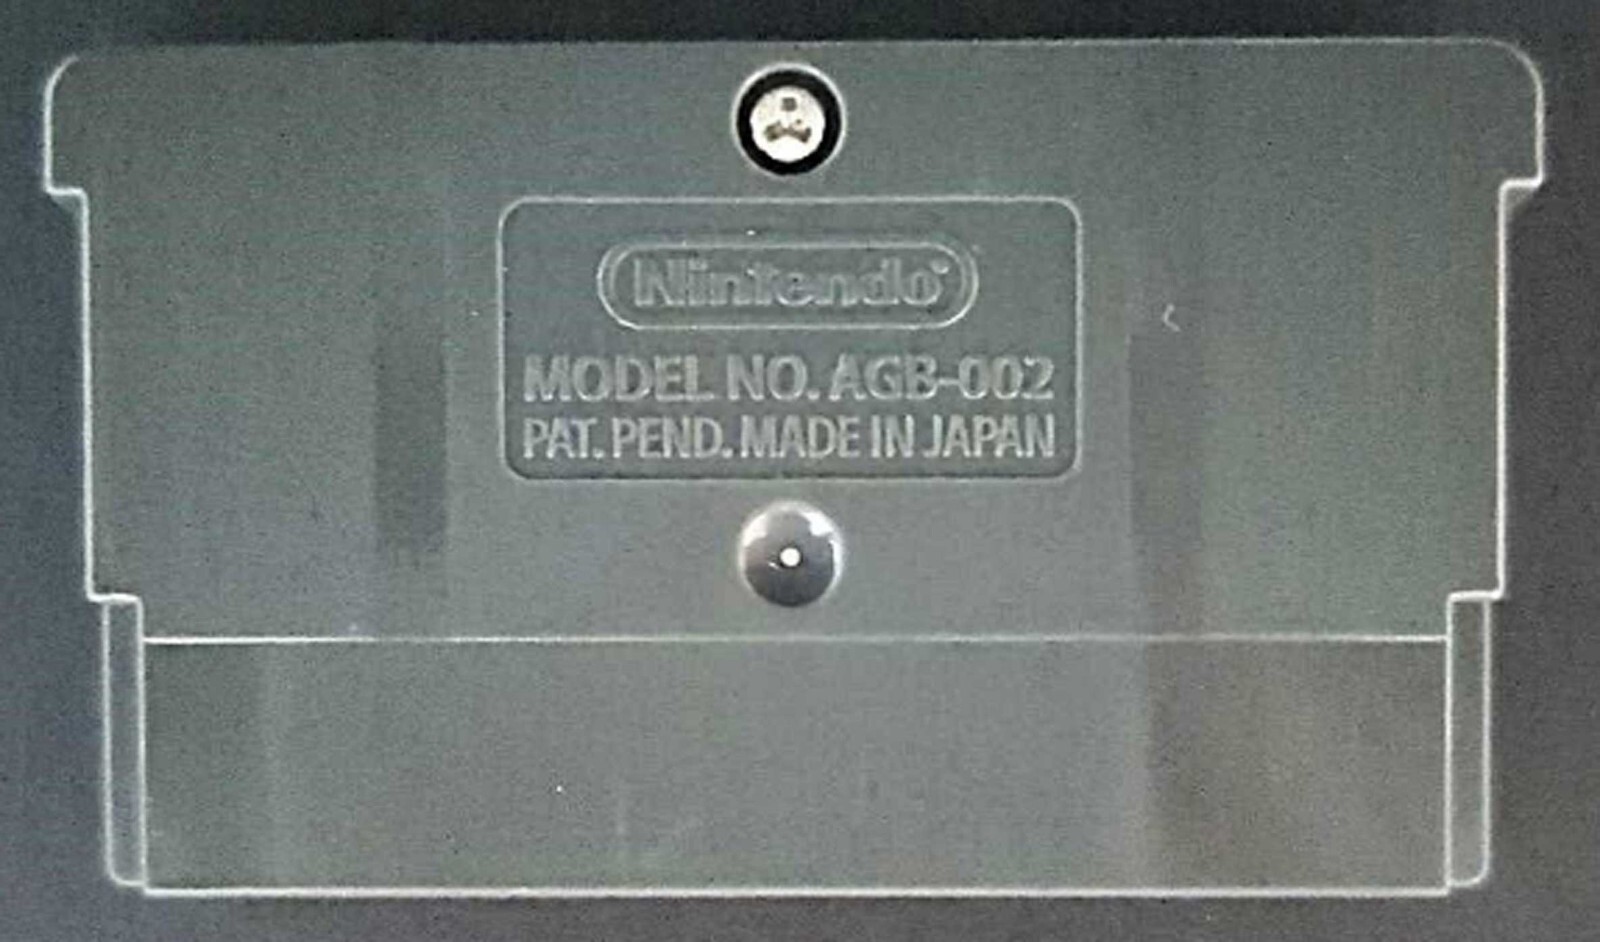 Nintendo
MODEL NO. AGB-002
PAT. PEND. MADE IN JAPAN